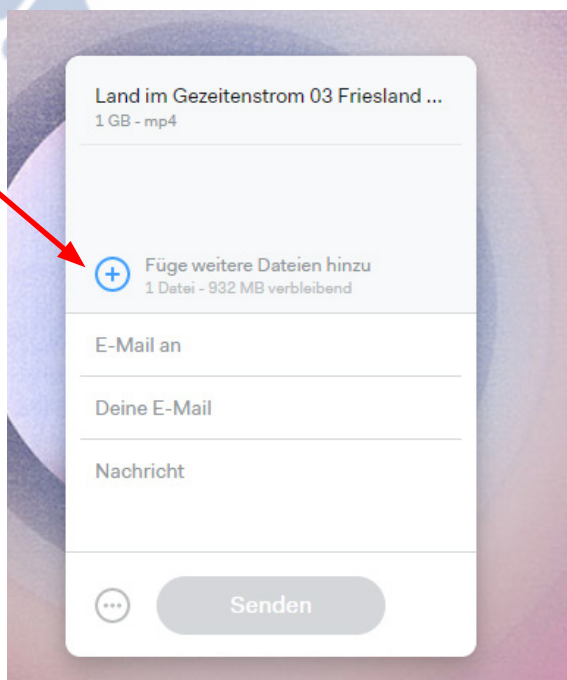 Land im Gezeitenstrom 03 Friesland ...
1 GB - mp4
Füge weitere Dateien hinzu
1 Datei - 932 MB verbleibend
E-Mail an
Deine E-Mail
Nachricht
Senden